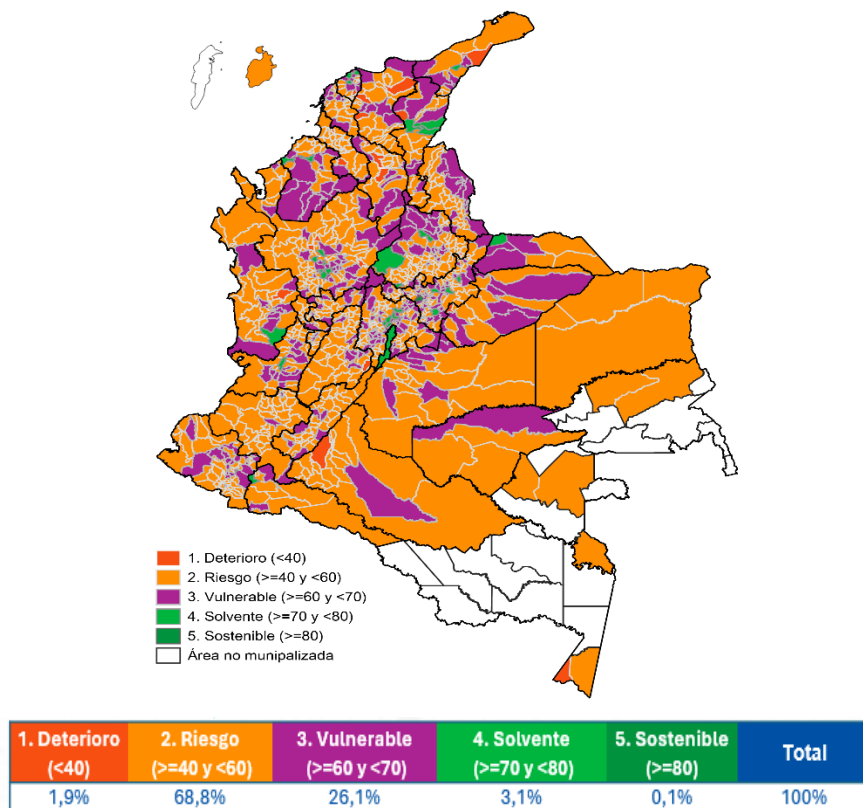 1. Deterioro (<40)
2. Riesgo (>=40 y <60)
3. Vulnerable (>=60 y <70)
4. Solvente (>=70 y <80)
5. Sostenible (>=80)
Área no munipalizada
1. Deterioro 2. Riesgo 3. Vulnerable 4. Solvente 5. Sostenible Total
(<40) (>=40 y <60) (>=60 y <70) (>=70 y <80) (>=80)
1,9% 68,8% 26,1% 3,1% 0,1% 100%